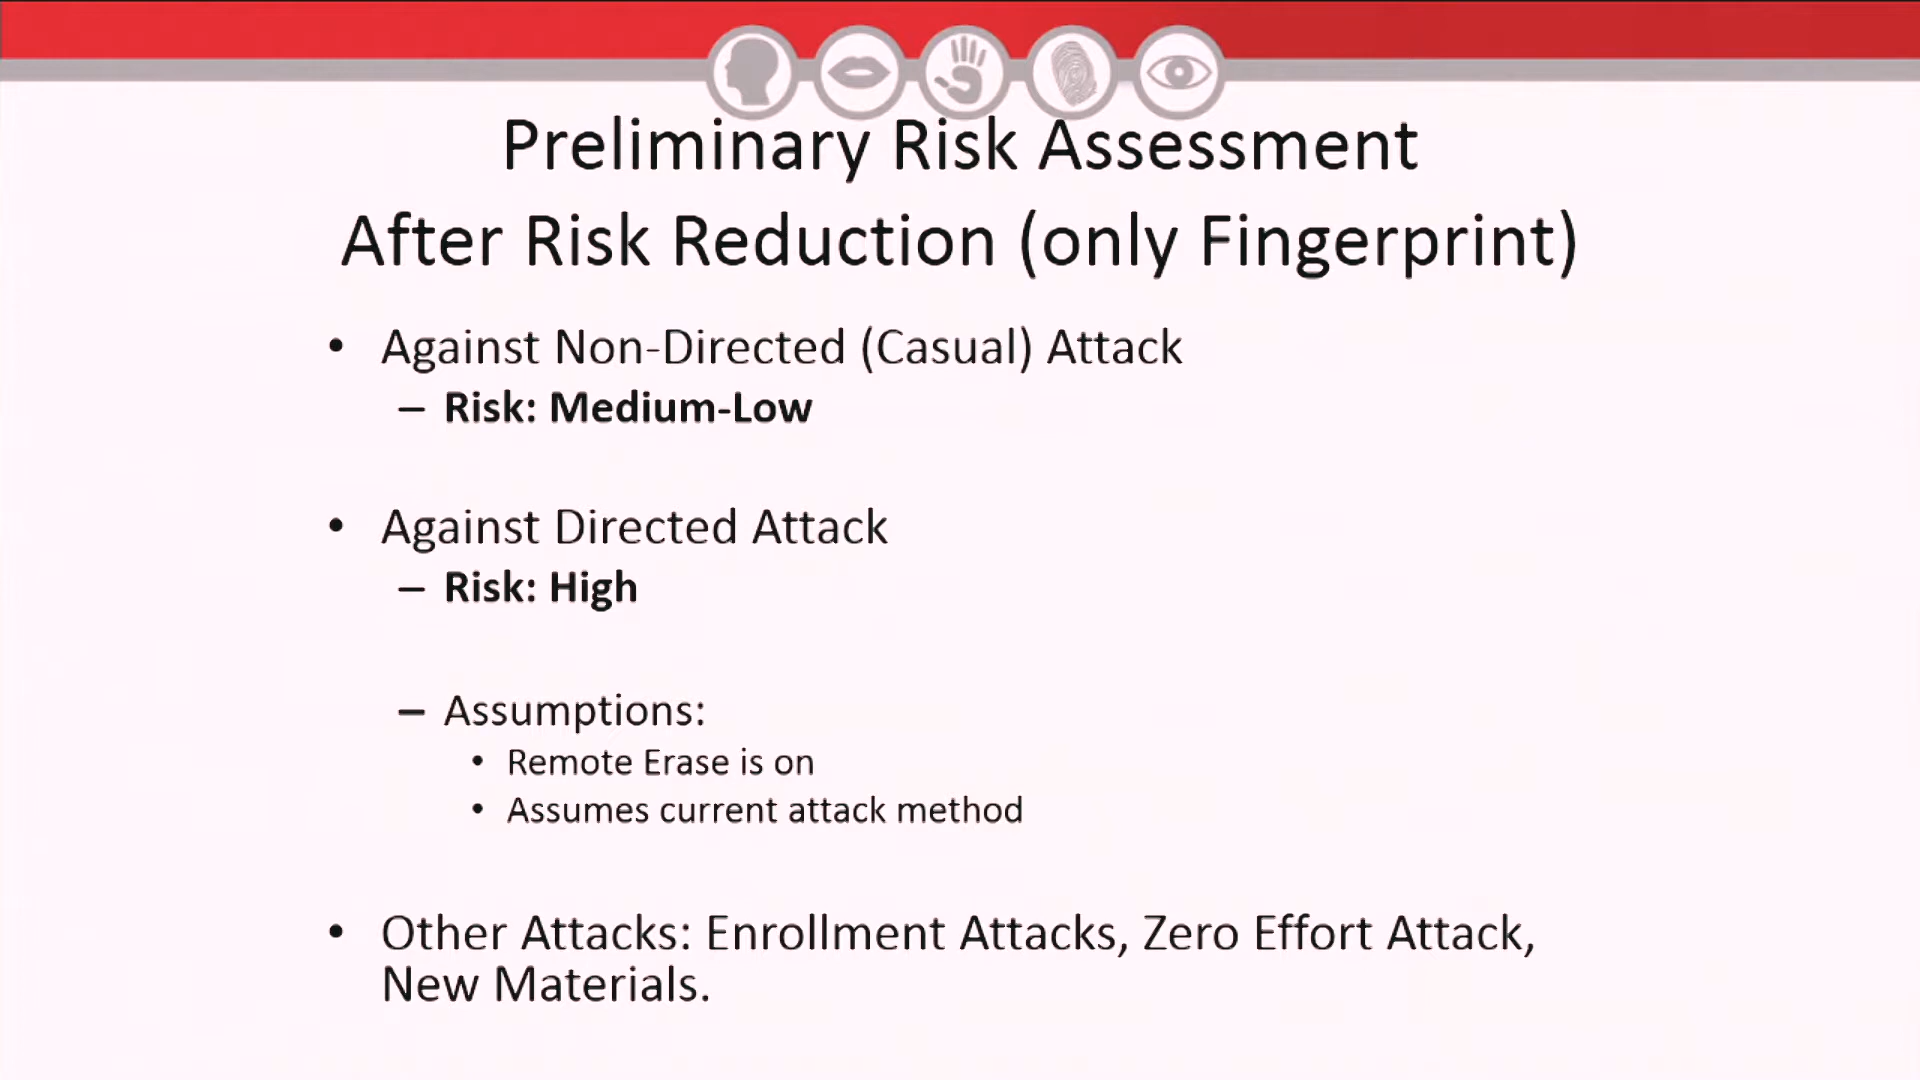 Preliminary Risk Assessment
After Risk Reduction (only Fingerprint)
• Against Non-Directed (Casual) Attack
– Risk: Medium-Low
• Against Directed Attack
– Risk: High
– Assumptions:
• Remote Erase is on
• Assumes current attack method
• Other Attacks: Enrollment Attacks, Zero Effort Attack,
New Materials.